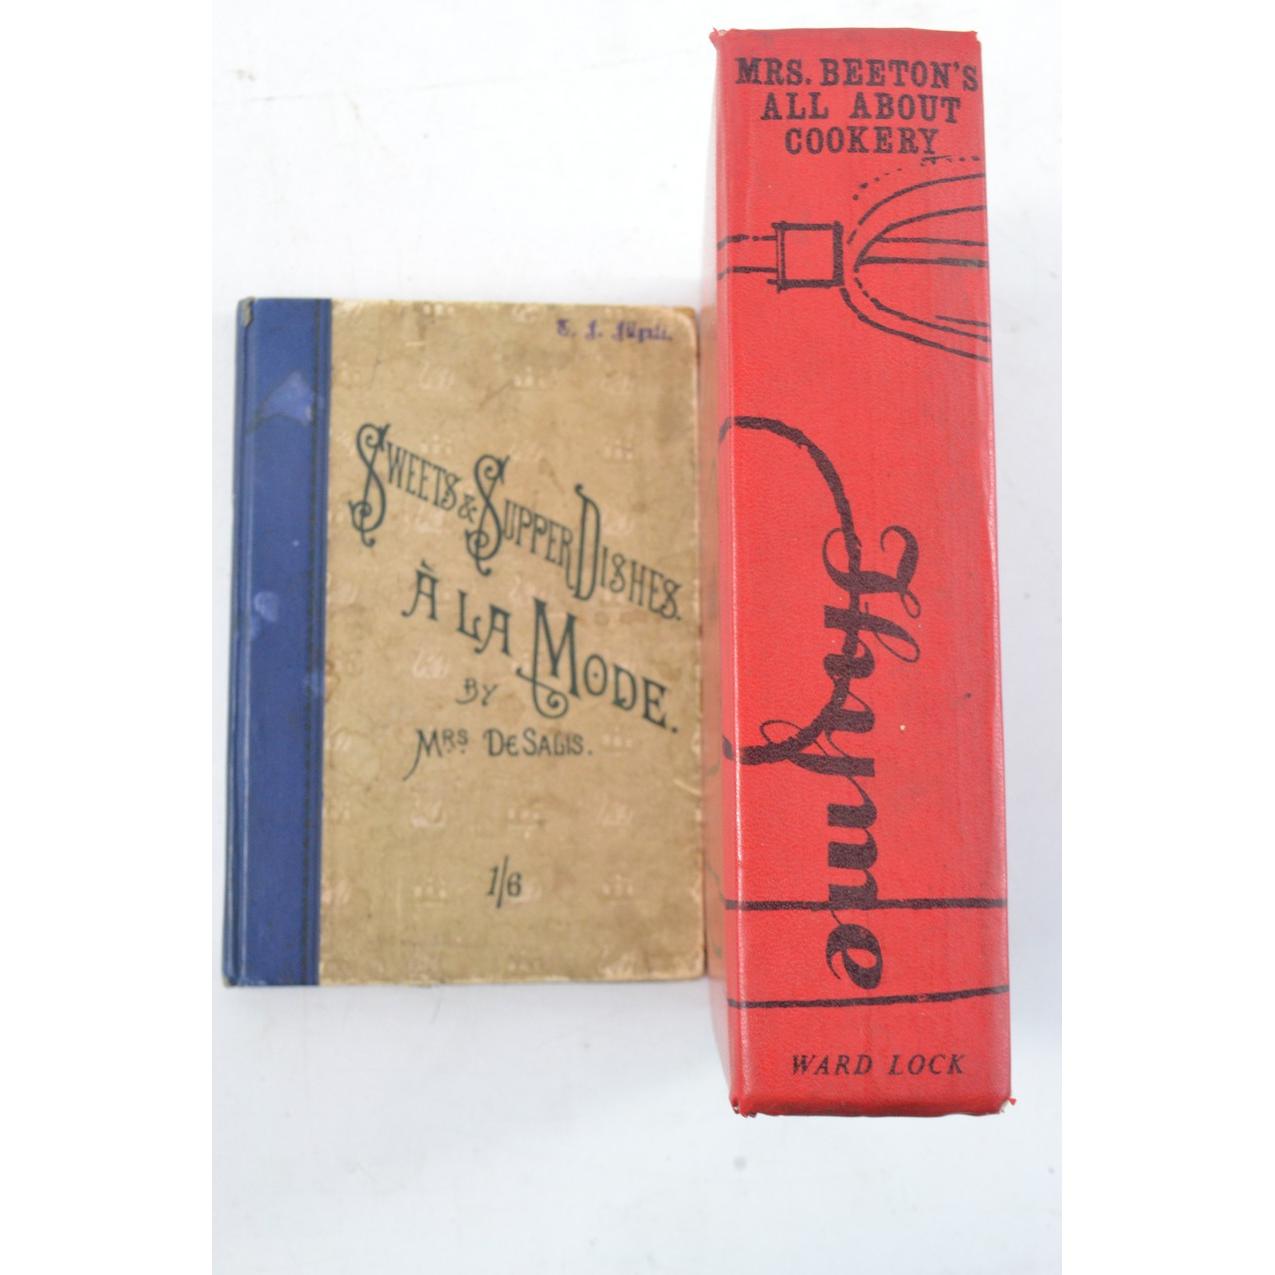 SWEETS & SUPPER DISHES.
À LA MODE.
BY
MRS DE SALIS.
1/6
MRS. BEETON'S
ALL ABOUT
COOKERY
Thyme
WARD LOCK